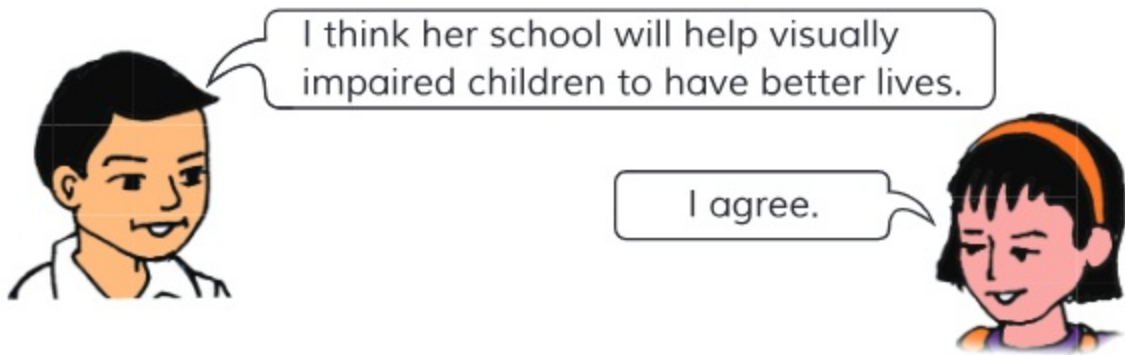 I think her school will help visually
impaired children to have better lives.
I agree.